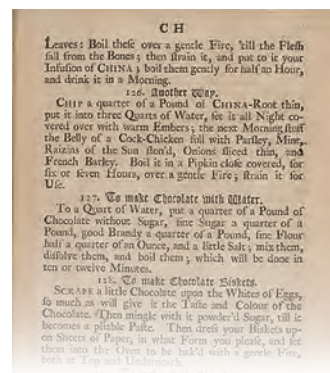 C H
Leaves: Boil theſe over a gentle Fire, 'till the Fleſh
fall from the Bones; then ſtrain it, and put to it your
Infuſion of CHINA; boil them gently for half an Hour,
and drink it in a Morning.
126. Another Way.
CHIP a quarter of a Pound of CHINA-Root thin,
put it into three Quarts of Water, ſet it all Night co-
vered over with warm Embers; the next Morning ſtuff
the Belly of a Cock-Chicken full with Parſley, Mint,
Raizins of the Sun ſton'd, Onions ſliced thin, and
French Barley. Boil it in a Pipkin cloſe covered, for
ſix or ſeven Hours, over a gentle Fire; ſtrain it for
Uſe.
127. To make Chocolate with Water.
To a Quart of Water, put a quarter of a Pound of
Chocolate without Sugar, fine Sugar a quarter of a
Pound, good Brandy a quarter of a Pound, fine Flour
half a quarter of an Ounce, and a little Salt; mix them,
diſſolve them, and boil them; which will be done in
ten or twelve Minutes.
128. To make Chocolate Biskets.
SCRAPE a little Chocolate upon the Whites of Eggs,
ſo much as will give it the Taſte and Colour of the
Chocolate. Then mingle with it powder'd Sugar, till it
becomes a pliable Paſte. Then dreſs your Biskets up-
on Sheets of Paper, in what Form you pleaſe, and ſet
them into the Oven to be bak'd with a gentle Fire,
both at Top and Underneath.